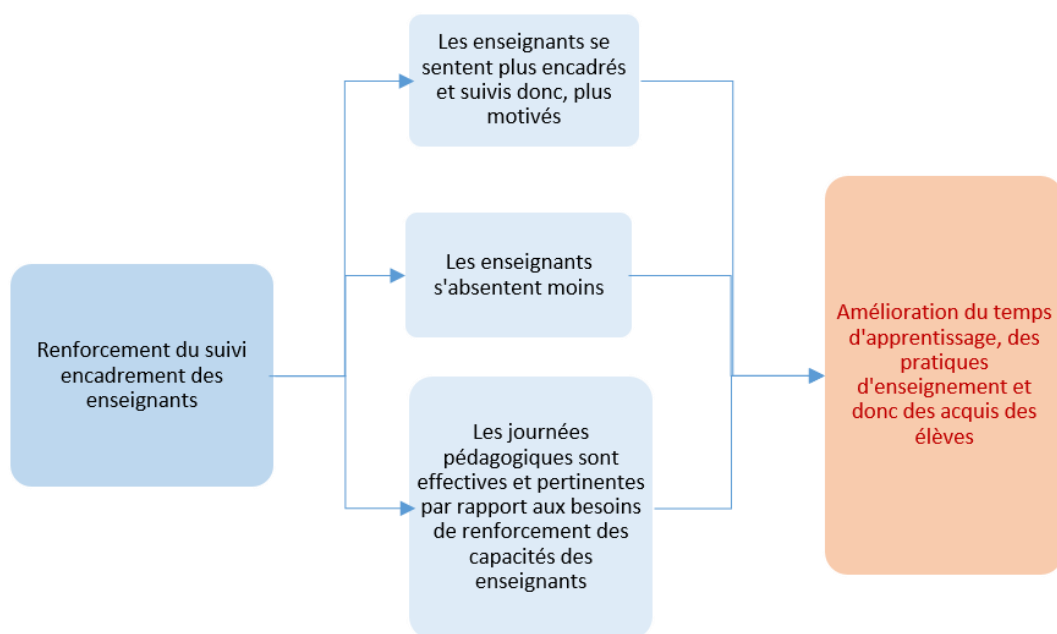 Les enseignants se
sentent plus encadrés
et suivis donc, plus
motivés
Les enseignants
s'absentent moins
Renforcement du suivi
encadrement des
enseignants
Les journées
pédagogiques sont
effectives et pertinentes
par rapport aux besoins
de renforcement des
capacités des
enseignants
Amélioration du temps
d'apprentissage, des
pratiques
d'enseignement et
donc des acquis des
élèves